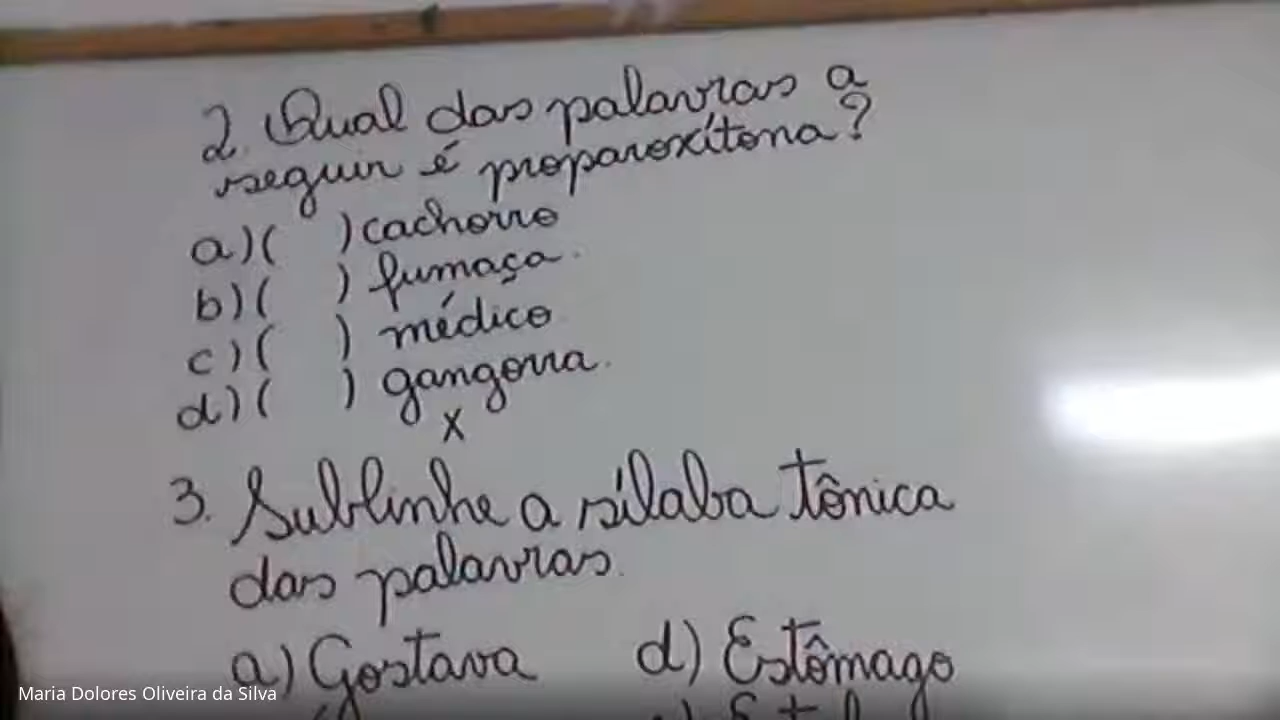 2. Qual das palavras a
seguir é proparoxítona?
a) (   ) cachorro
b) (   ) fumaça.
c) (   ) médico
d) (   ) gangorra.
x
3. Sublinhe a sílaba tônica
das palavras.
a) Gostava    d) Estômago
Maria Dolores Oliveira da Silva